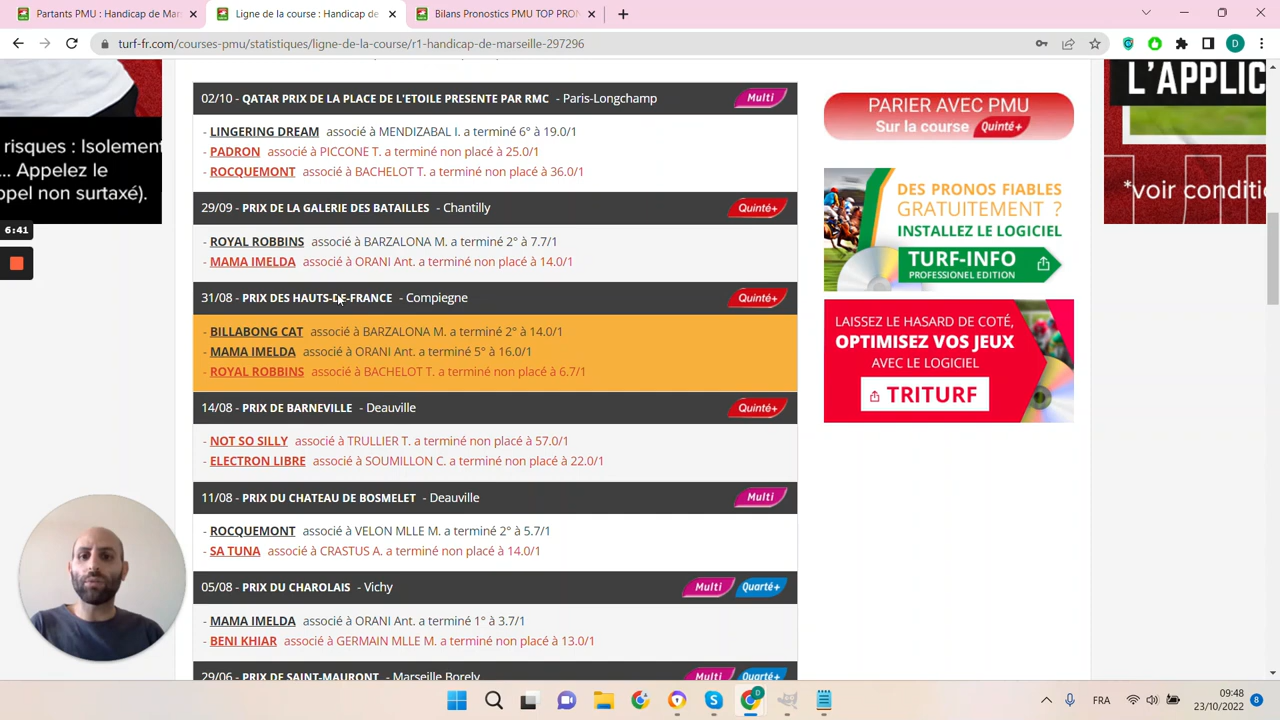 Partants PMU : Handicap de Mar
Ligne de la course : Handicap de
Bilans Pronostics PMU TOP PRON
turf-fr.com/courses-pmu/statistiques/ligne-de-la-course/r1-handicap-de-marseille-297296
D
risques : Isolement
... Appelez le
ppel non surtaxé).
6:41
02/10 - QATAR PRIX DE LA PLACE DE L'ETOILE PRESENTE PAR RMC - Paris-Longchamp Multi
- LINGERING DREAM associé à MENDIZABAL I. a terminé 6° à 19.0/1
- PADRON associé à PICCONE T. a terminé non placé à 25.0/1
- ROCQUEMONT associé à BACHELOT T. a terminé non placé à 36.0/1
29/09 - PRIX DE LA GALERIE DES BATAILLES - Chantilly Quinté+
- ROYAL ROBBINS associé à BARZALONA M. a terminé 2° à 7.7/1
- MAMA IMELDA associé à ORANI Ant. a terminé non placé à 14.0/1
31/08 - PRIX DES HAUTS-DE-FRANCE - Compiegne Quinté+
- BILLABONG CAT associé à BARZALONA M. a terminé 2° à 14.0/1
- MAMA IMELDA associé à ORANI Ant. a terminé 5° à 16.0/1
- ROYAL ROBBINS associé à BACHELOT T. a terminé non placé à 6.7/1
14/08 - PRIX DE BARNEVILLE - Deauville Quinté+
- NOT SO SILLY associé à TRULLIER T. a terminé non placé à 57.0/1
- ELECTRON LIBRE associé à SOUMILLON C. a terminé non placé à 22.0/1
11/08 - PRIX DU CHATEAU DE BOSMELET - Deauville Multi
- ROCQUEMONT associé à VELON MLLE M. a terminé 2° à 5.7/1
- SA TUNA associé à CRASTUS A. a terminé non placé à 14.0/1
05/08 - PRIX DU CHAROLAIS - Vichy Multi Quarté+
- MAMA IMELDA associé à ORANI Ant. a terminé 1° à 3.7/1
- BENI KHIAR associé à GERMAIN MLLE M. a terminé non placé à 13.0/1
29/06 - PRIX DE SAINT-MAURONT - Marseille Borely Multi Quarté+
PARIER AVEC PMU
Sur la course Quinté+
DES PRONOS FIABLES
GRATUITEMENT ?
INSTALLEZ LE LOGICIEL
TURF-INFO
PROFESSIONEL EDITION
LAISSEZ LE HASARD DE COTÉ,
OPTIMISEZ VOS JEUX
AVEC LE LOGICIEL
TRITURF
L'APPLIC
*voir conditi
D
FRA
09:48
23/10/2022
8